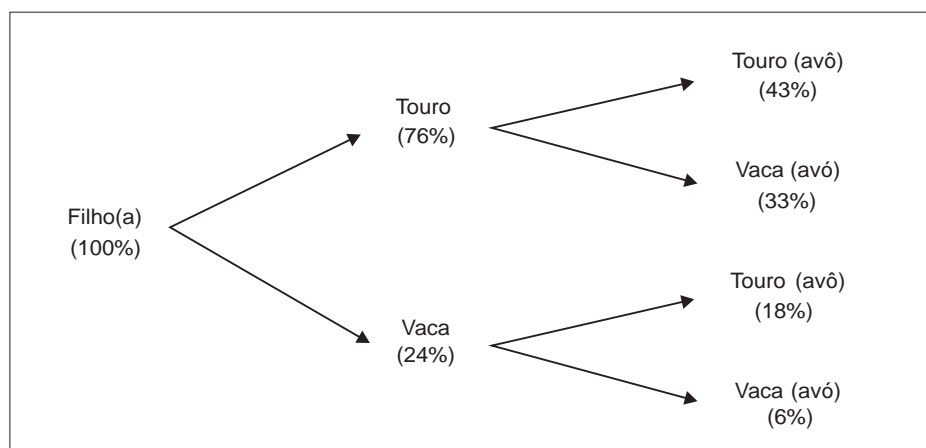 Touro (avô)
(43%)
Touro
(76%)
Vaca (avó)
(33%)
Filho(a)
(100%)
Touro (avô)
(18%)
Vaca
(24%)
Vaca (avó)
(6%)